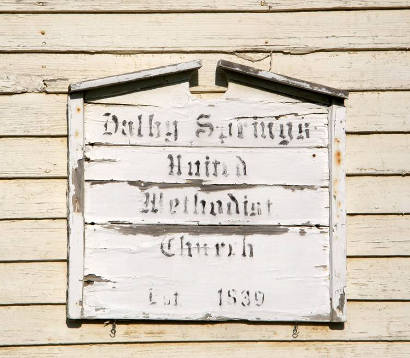 Dalby Springs
United
Methodist
Church
Est 1839